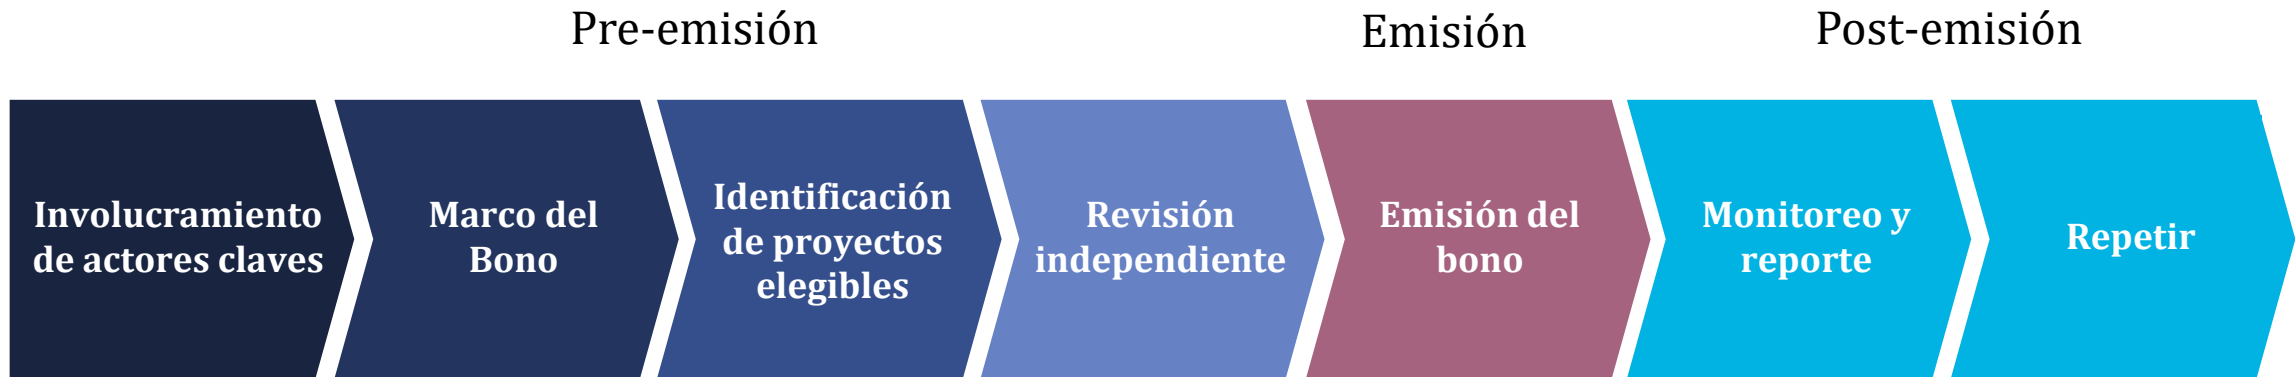 Pre-emisión
Emisión
Post-emisión
Involucramiento
de actores claves
Marco del
Bono
Identificación
de proyectos
elegibles
Revisión
independiente
Emisión del
bono
Monitoreo y
reporte
Repetir